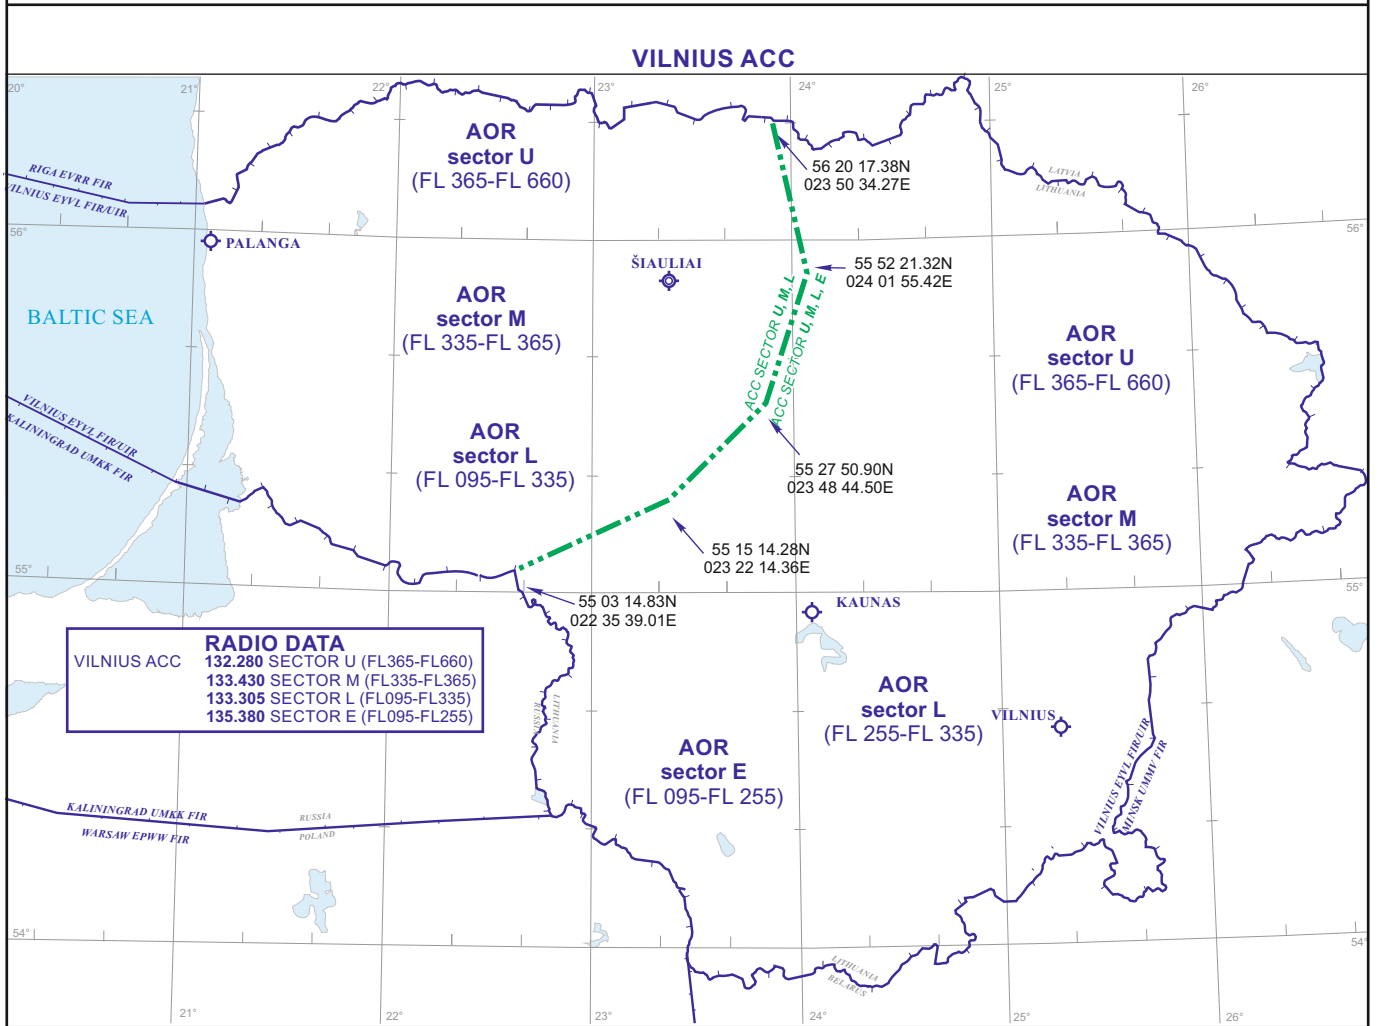 VILNIUS ACC
20°
21°
22°
23°
24°
25°
26°
AOR
sector U
(FL 365-FL 660)
56 20 17.38N
023 50 34.27E
LATVIA
LITHUANIA
RIGA EVRR FIR
VILNIUS EYVL FIR/UIR
56°
56°
PALANGA
ŠIAULIAI
55 52 21.32N
024 01 55.42E
BALTIC SEA
AOR
sector M
(FL 335-FL 365)
ACC SECTOR U, M, L
ACC SECTOR U, M, L, E
AOR
sector U
(FL 365-FL 660)
VILNIUS EYVL FIR/UIR
KALININGRAD UMKK FIR
AOR
sector L
(FL 095-FL 335)
55 27 50.90N
023 48 44.50E
AOR
sector M
(FL 335-FL 365)
55 15 14.28N
023 22 14.36E
55°
55°
55 03 14.83N
022 35 39.01E
KAUNAS
RADIO DATA
VILNIUS ACC 132.280 SECTOR U (FL365-FL660)
133.430 SECTOR M (FL335-FL365)
133.305 SECTOR L (FL095-FL335)
135.380 SECTOR E (FL095-FL255)
LITHUANIA
RUSSIA
AOR
sector L
(FL 255-FL 335)
VILNIUS
AOR
sector E
(FL 095-FL 255)
VILNIUS EYVL FIR/UIR
MINSK UMMV FIR
KALININGRAD UMKK FIR
WARSAW EPWW FIR
RUSSIA
POLAND
54°
54°
LITHUANIA
BELARUS
21°
22°
23°
24°
25°
26°